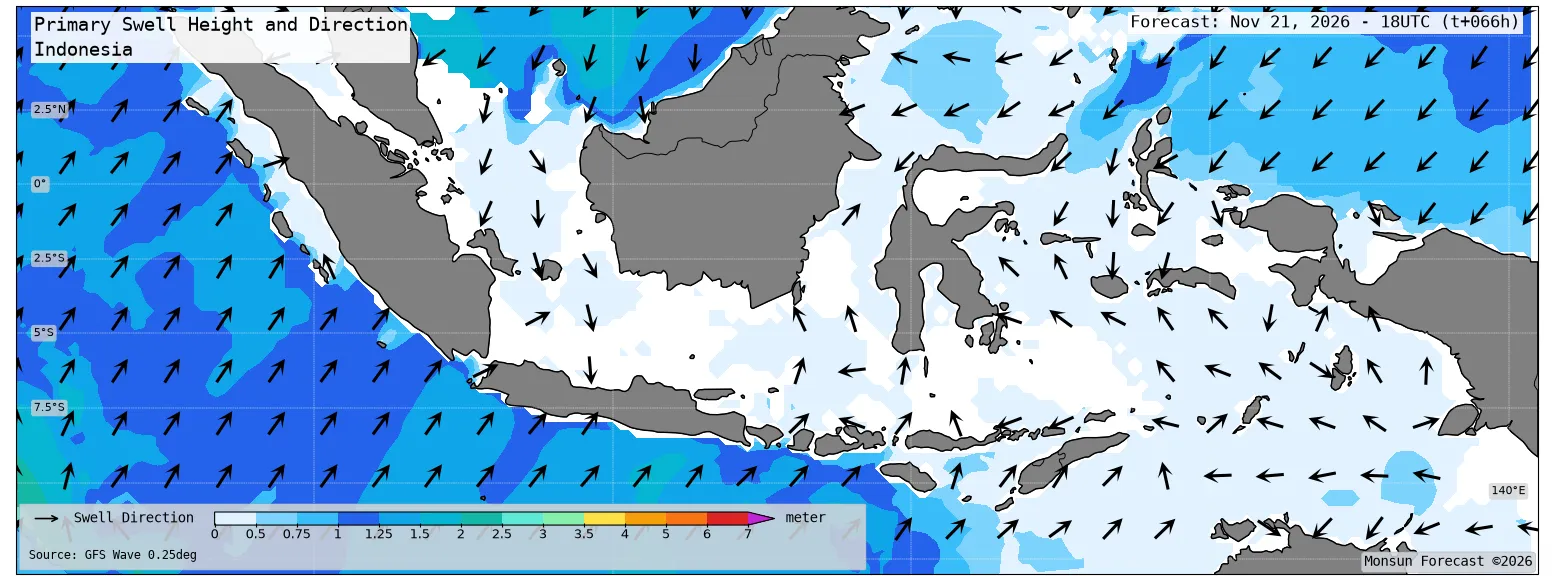 Primary Swell Height and Direction
Indonesia
Forecast: Nov 21, 2026 - 18UTC (t+066h)
2.5°N
0°
2.5°S
5°S
7.5°S
140°E
Swell Direction
0 0.5 0.75 1 1.25 1.5 2 2.5 3 3.5 4 5 6 7
meter
Source: GFS Wave 0.25deg
Monsun Forecast ©2026